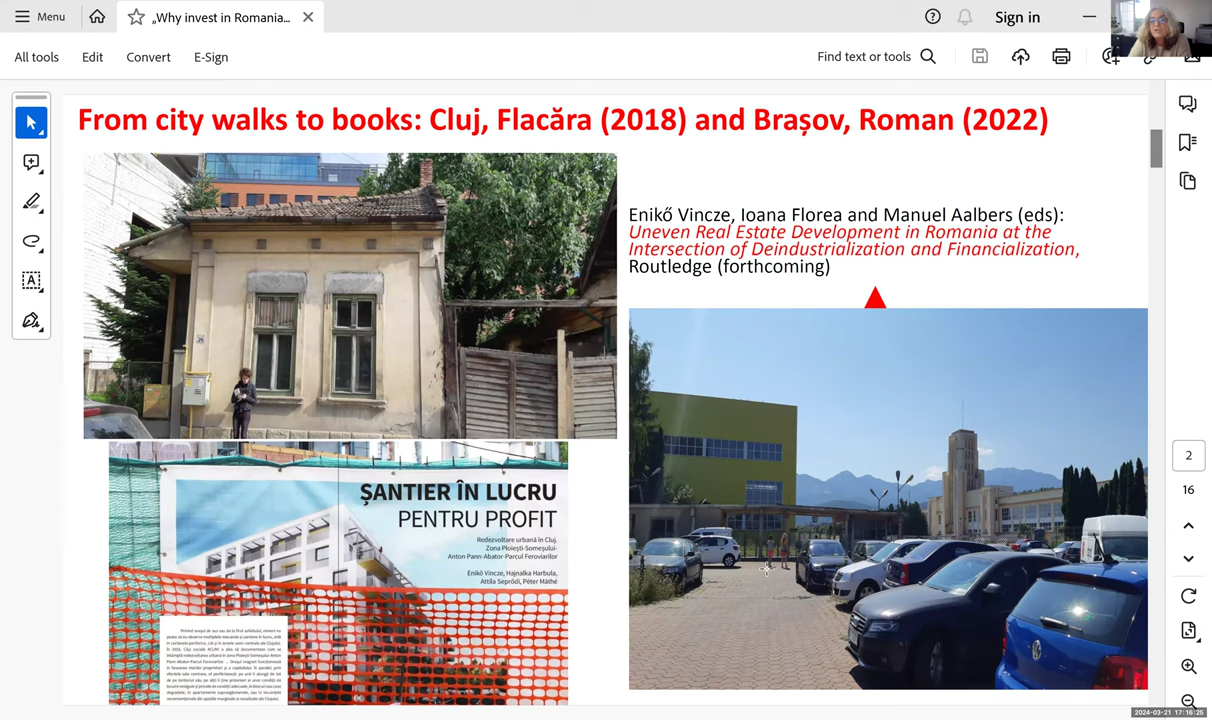 Menu
„Why invest in Romania...
Sign in
All tools
Edit
Convert
E-Sign
Find text or tools
From city walks to books: Cluj, Flacăra (2018) and Brașov, Roman (2022)
Enikő Vincze, Ioana Florea and Manuel Aalbers (eds):
Uneven Real Estate Development in Romania at the
Intersection of Deindustrialization and Financialization,
Routledge (forthcoming)
ȘANTIER ÎN LUCRU
PENTRU PROFIT
Redezvoltare urbană în Cluj.
Zona Ploiești-Someșului-
Anton Pann-Abator-Parcul Feroviarilor
Enikő Vincze, Hajnalka Harbula,
Attila Sepródi, Péter Máthé
2
16
2024-03-21 17:16:25